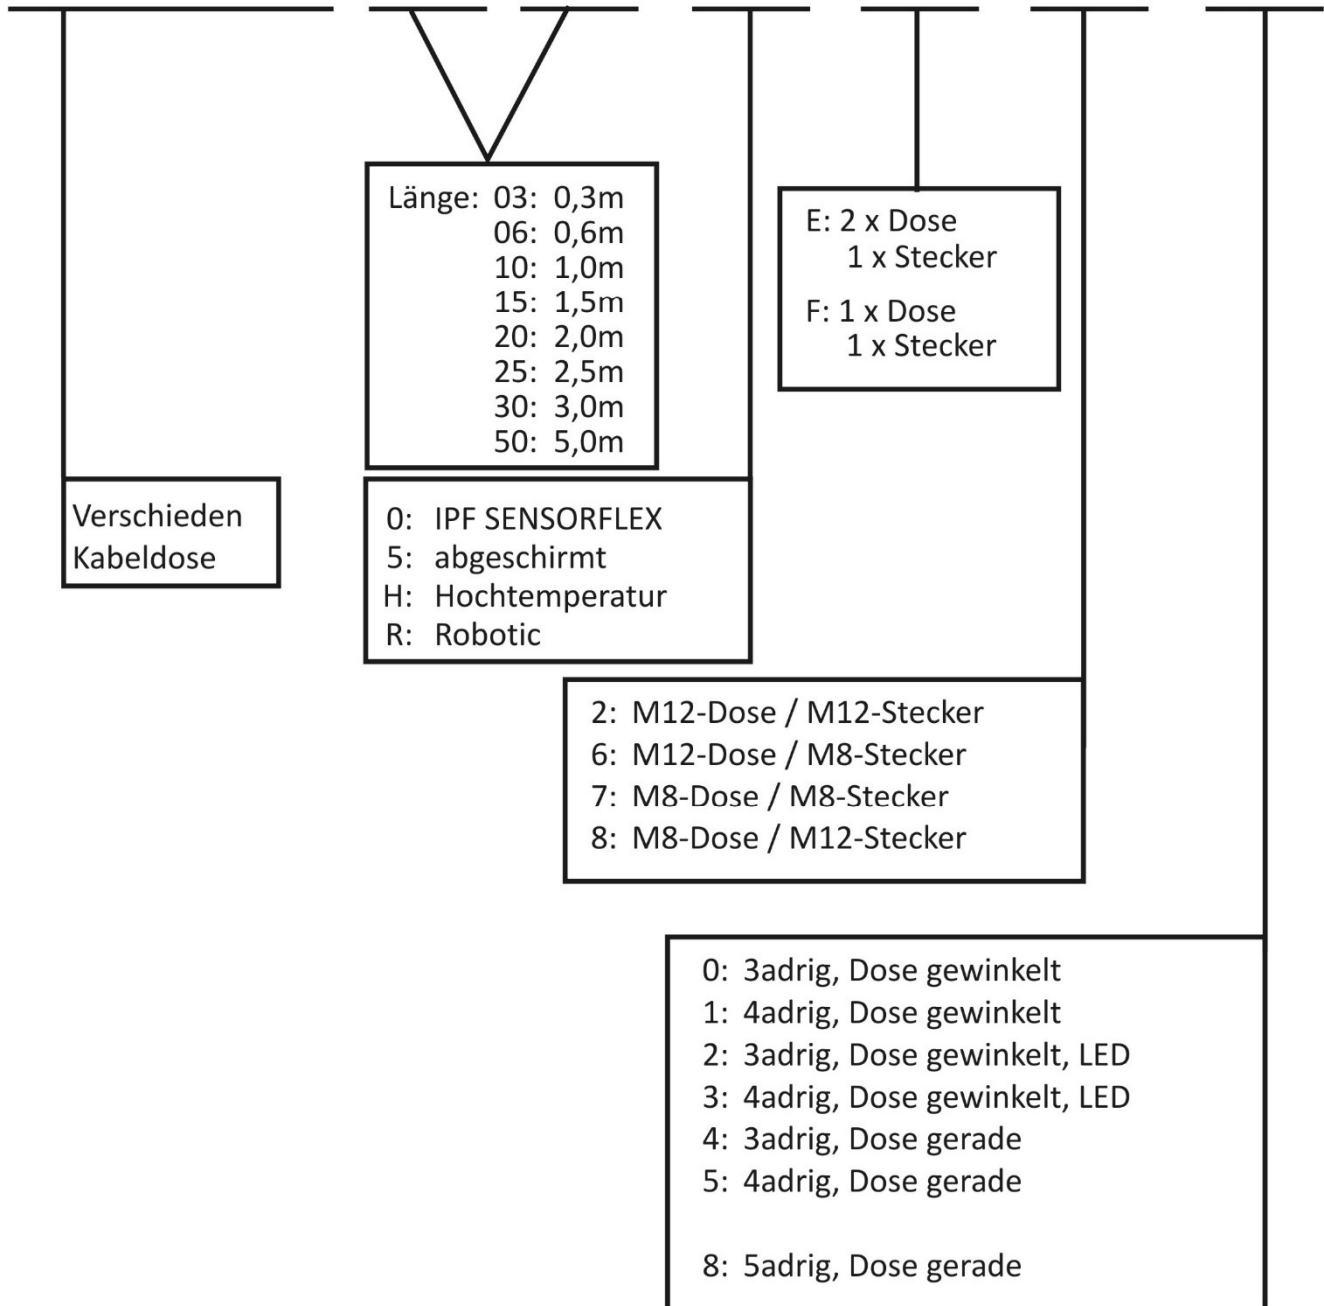 Länge: 03: 0,3m
06: 0,6m
10: 1,0m
15: 1,5m
20: 2,0m
25: 2,5m
30: 3,0m
50: 5,0m
E: 2 x Dose
1 x Stecker
F: 1 x Dose
1 x Stecker
Verschieden
Kabeldose
0: IPF SENSORFLEX
5: abgeschirmt
H: Hochtemperatur
R: Robotic
2: M12-Dose / M12-Stecker
6: M12-Dose / M8-Stecker
7: M8-Dose / M8-Stecker
8: M8-Dose / M12-Stecker
0: 3adrig, Dose gewinkelt
1: 4adrig, Dose gewinkelt
2: 3adrig, Dose gewinkelt, LED
3: 4adrig, Dose gewinkelt, LED
4: 3adrig, Dose gerade
5: 4adrig, Dose gerade
8: 5adrig, Dose gerade